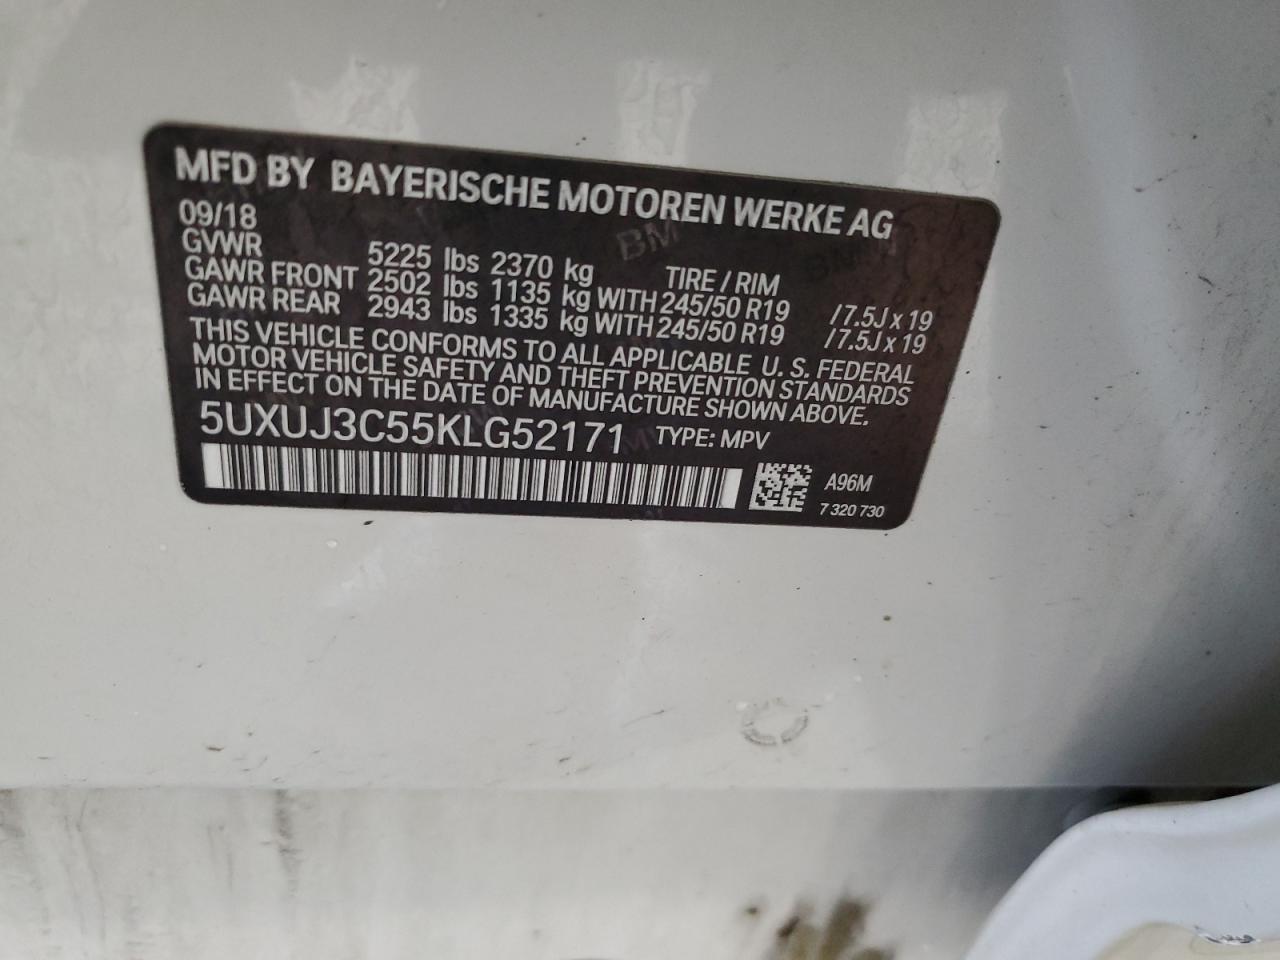 MFD BY BAYERISCHE MOTOREN WERKE AG
09/18
GVWR 5225 lbs 2370 kg TIRE / RIM
GAWR FRONT 2502 lbs 1135 kg WITH 245/50 R19 / 7.5J x 19
GAWR REAR 2943 lbs 1335 kg WITH 245/50 R19 / 7.5J x 19
THIS VEHICLE CONFORMS TO ALL APPLICABLE U. S. FEDERAL
MOTOR VEHICLE SAFETY AND THEFT PREVENTION STANDARDS
IN EFFECT ON THE DATE OF MANUFACTURE SHOWN ABOVE.
5UXUJ3C55KLG52171 TYPE: MPV
A96M
7 320 730